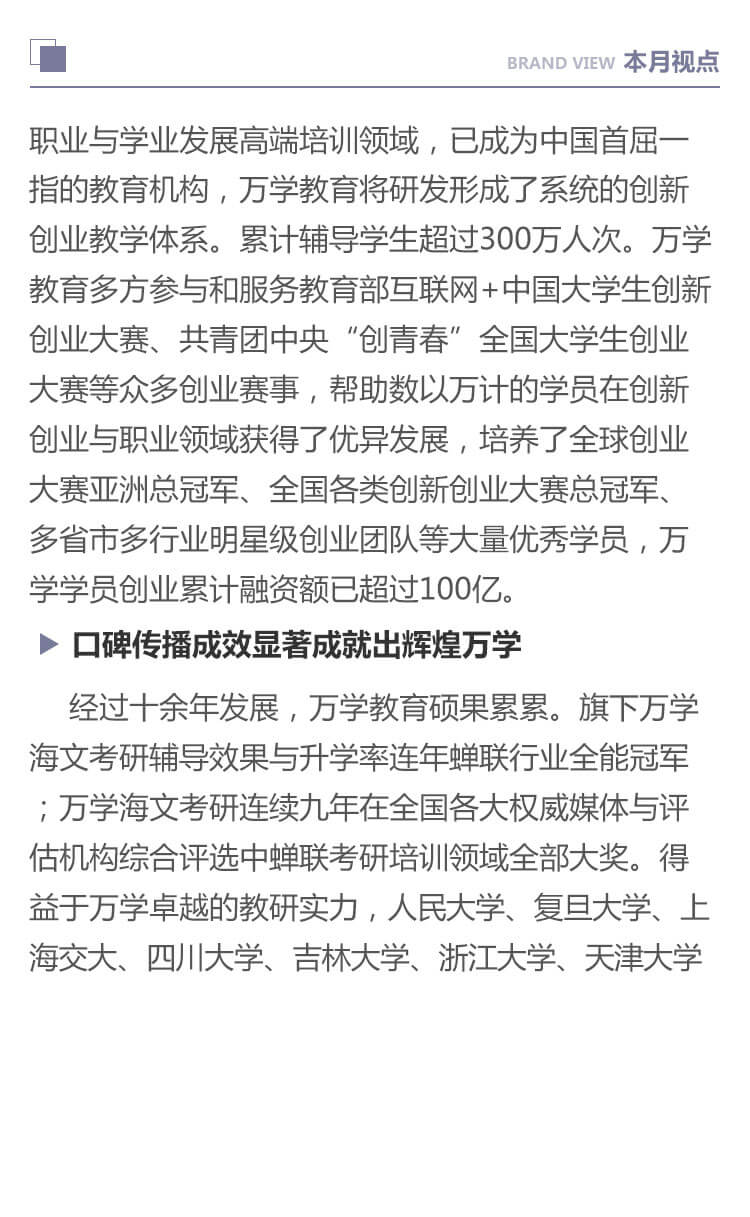 BRAND VIEW 本月视点
职业与学业发展高端培训领域，已成为中国首屈一
指的教育机构，万学教育将研发形成了系统的创新
创业教学体系。累计辅导学生超过300万人次。万学
教育多方参与和服务教育部互联网+中国大学生创新
创业大赛、共青团中央“创青春”全国大学生创业
大赛等众多创业赛事，帮助数以万计的学员在创新
创业与职业领域获得了优异发展，培养了全球创业
大赛亚洲总冠军、全国各类创新创业大赛总冠军、
多省市多行业明星级创业团队等大量优秀学员，万
学学员创业累计融资额已超过100亿。
口碑传播成效显著成就出辉煌万学
经过十余年发展，万学教育硕果累累。旗下万学
海文考研辅导效果与升学率连年蝉联行业全能冠军
；万学海文考研连续九年在全国各大权威媒体与评
估机构综合评选中蝉联考研培训领域全部大奖。得
益于万学卓越的教研实力，人民大学、复旦大学、上
海交大、四川大学、吉林大学、浙江大学、天津大学